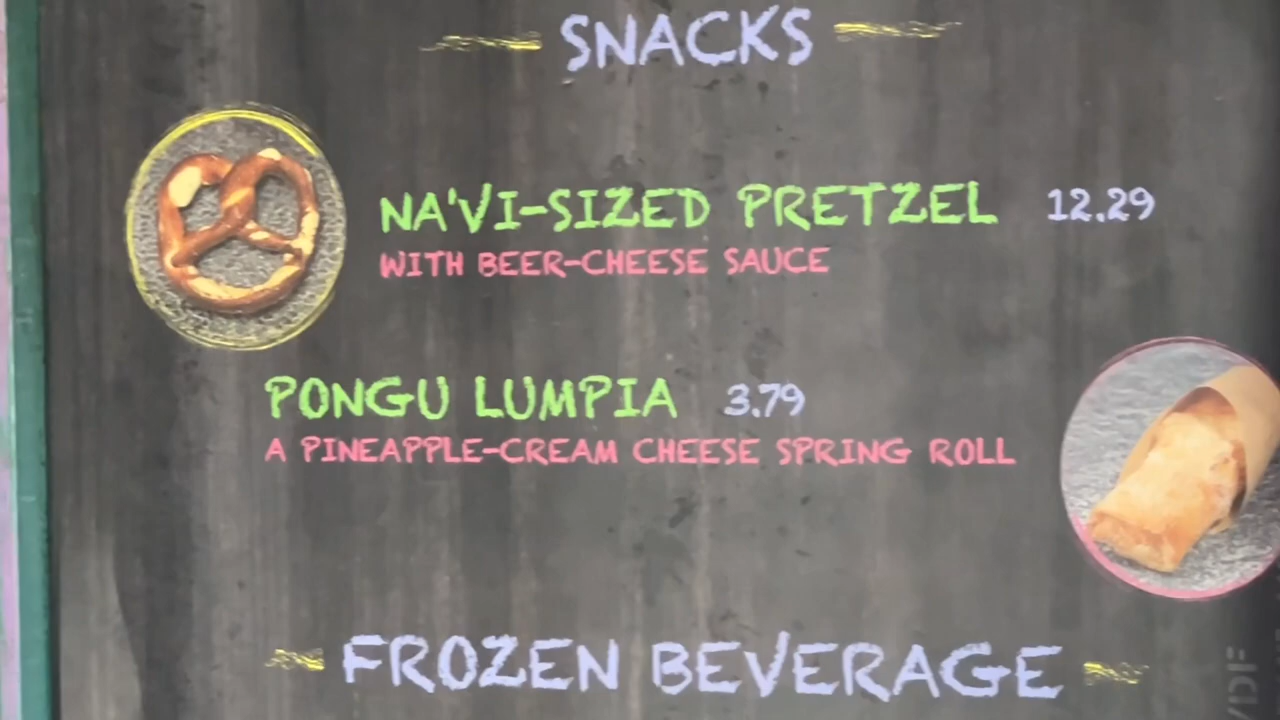 SNACKS
NA'VI-SIZED PRETZEL 12.29
WITH BEER-CHEESE SAUCE
PONGU LUMPIA 3.79
A PINEAPPLE-CREAM CHEESE SPRING ROLL
FROZEN BEVERAGE